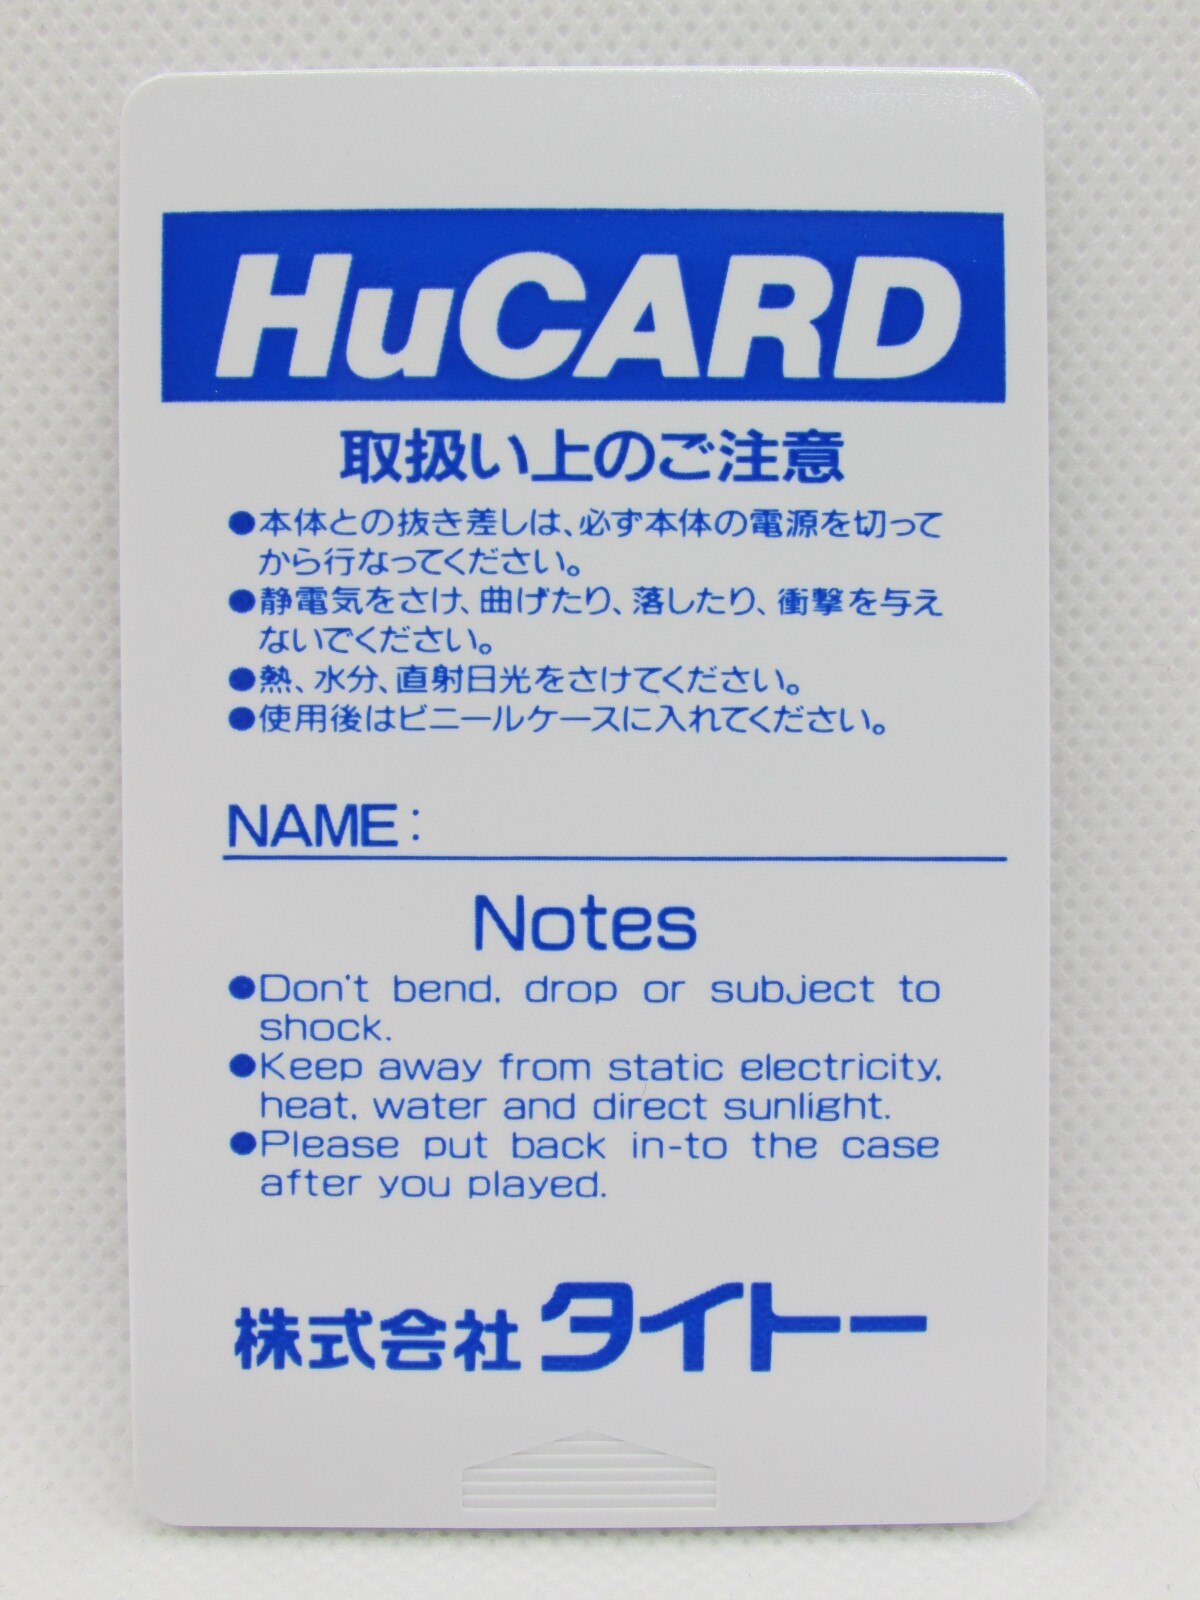 HuCARD
取扱い上のご注意
●本体との抜き差しは、必ず本体の電源を切って
から行なってください。
●静電気をさけ、曲げたり、落したり、衝撃を与え
ないでください。
●熱、水分、直射日光をさけてください。
●使用後はビニールケースに入れてください。
NAME:
Notes
●Don't bend, drop or subject to
shock.
●Keep away from static electricity,
heat, water and direct sunlight.
●Please put back in-to the case
after you played.
株式会社タイトー